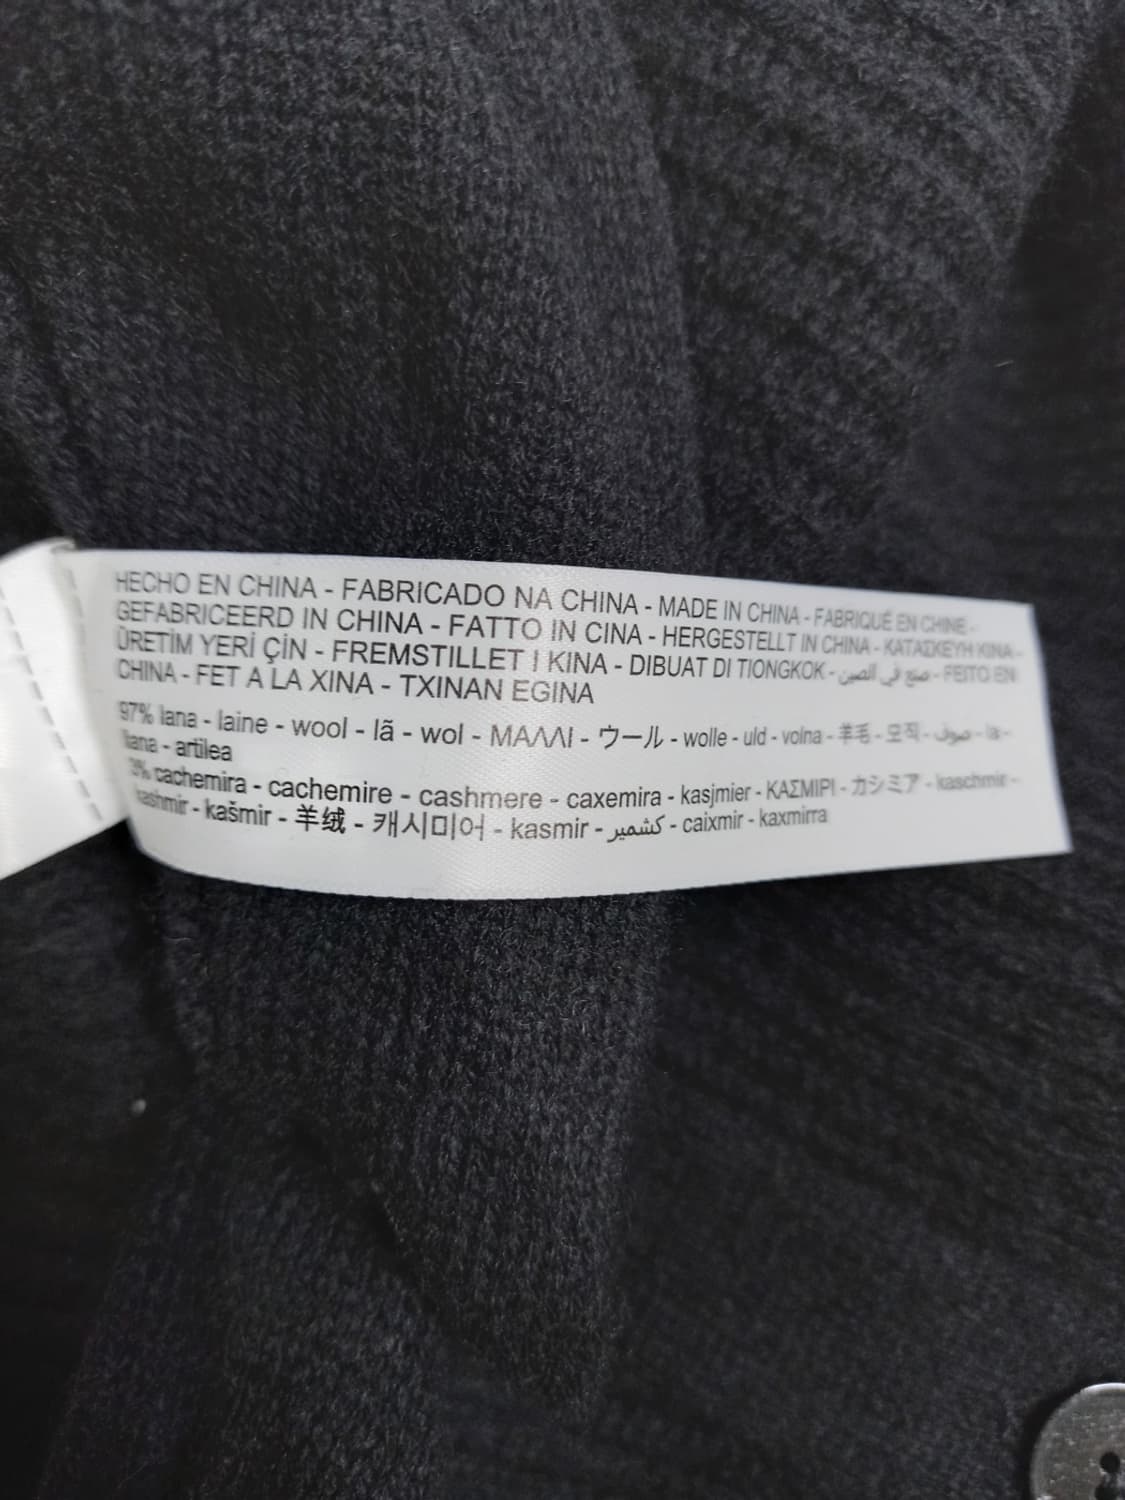 HECHO EN CHINA - FABRICADO NA CHINA - MADE IN CHINA - FABRIQUÉ EN CHINE -
GEFABRICEERD IN CHINA - FATTO IN CINA - HERGESTELLT IN CHINA - ΚΑΤΑΣΚΕΥΗ ΚΙΝΑ -
ÜRETİM YERİ ÇİN - FREMSTILLET I KINA - DIBUAT DI TIONGKOK - صنع في الصين - FEITO EN
CHINA - FET A LA XINA - TXINAN EGINA
97% lana - laine - wool - lã - wol - ΜΑΛΛΙ - ウール - wolle - uld - volna - 羊毛 - 모직 - صوف - la -
llana - artilea
3% cachemira - cachemire - cashmere - caxemira - kasjmier - ΚΑΣΜΙΡΙ - カシミア - kaschmir -
kashmir - kašmir - 羊绒 - 캐시미어 - kasmir - كشمير - caixmir - kaxmirra